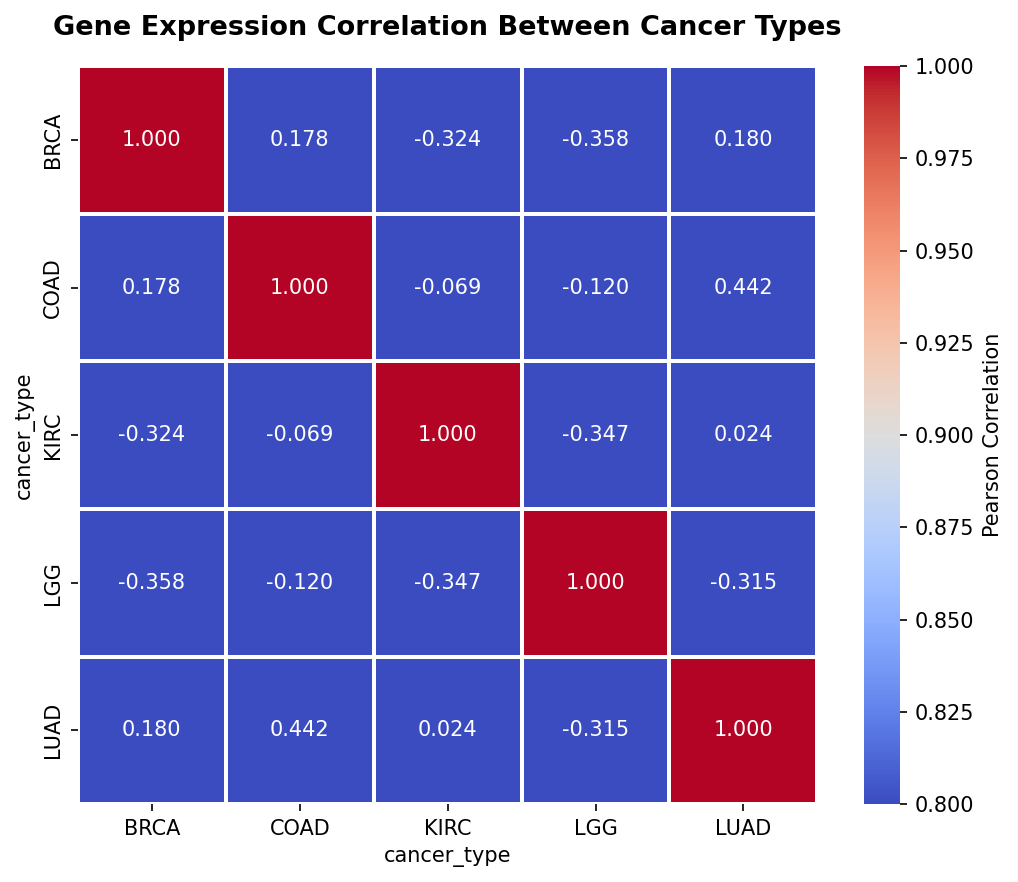 Gene Expression Correlation Between Cancer Types
BRCA 1.000 0.178 -0.324 -0.358 0.180
COAD 0.178 1.000 -0.069 -0.120 0.442
KIRC -0.324 -0.069 1.000 -0.347 0.024
LGG -0.358 -0.120 -0.347 1.000 -0.315
LUAD 0.180 0.442 0.024 -0.315 1.000
BRCA COAD KIRC LGG LUAD
cancer_type
cancer_type
1.000
0.975
0.950
0.925
0.900
0.875
0.850
0.825
0.800
Pearson Correlation